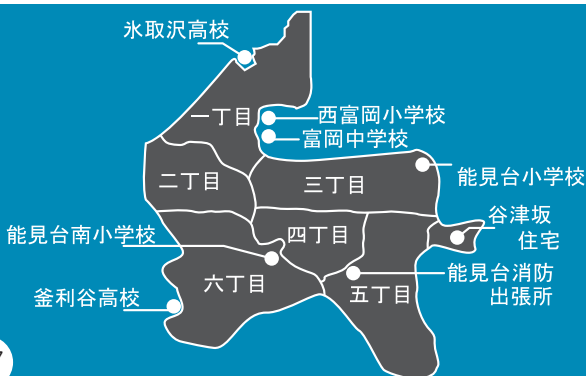 氷取沢高校
一丁目
西富岡小学校
富岡中学校
二丁目
三丁目
能見台小学校
谷津坂
住宅
能見台南小学校
四丁目
六丁目
五丁目
能見台消防
出張所
釜利谷高校